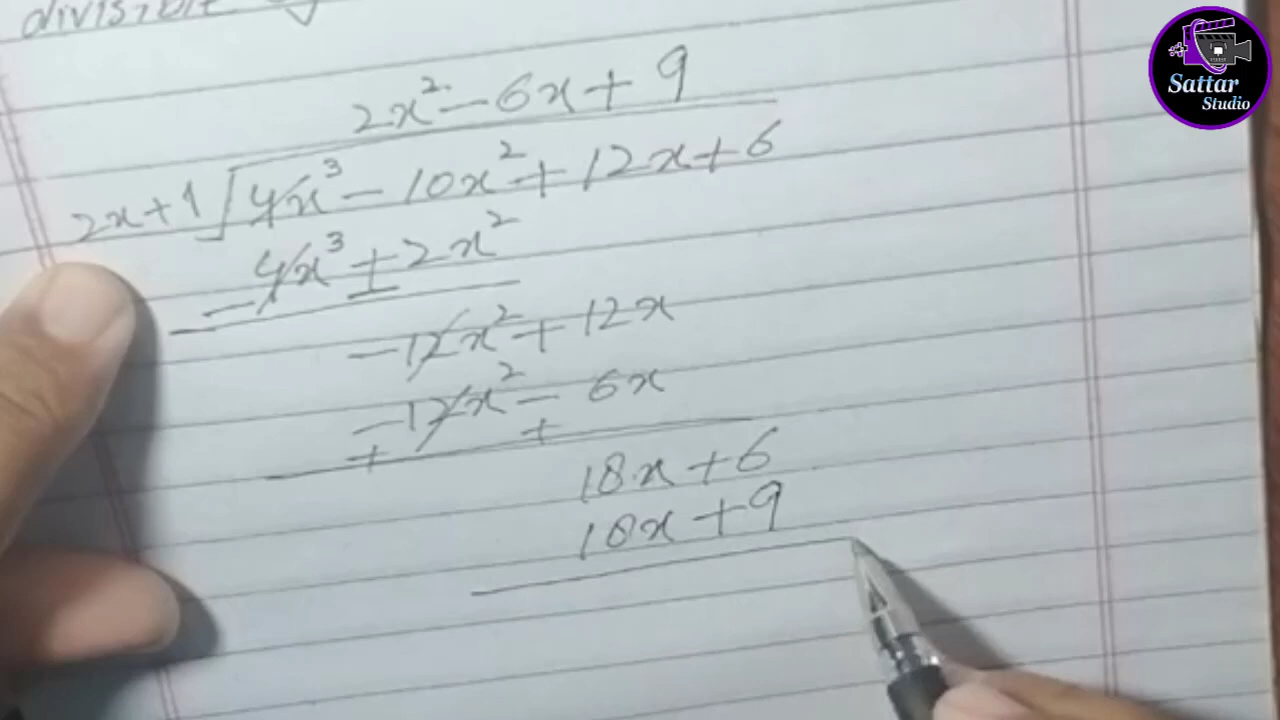 divisible
2x² - 6x + 9
2x + 1 √ 4x³ - 10x² + 12x + 6
4x³ + 2x²
- -
-12x² + 12x
-12x² - 6x
+ +
18x + 6
18x + 9
Sattar
Studio